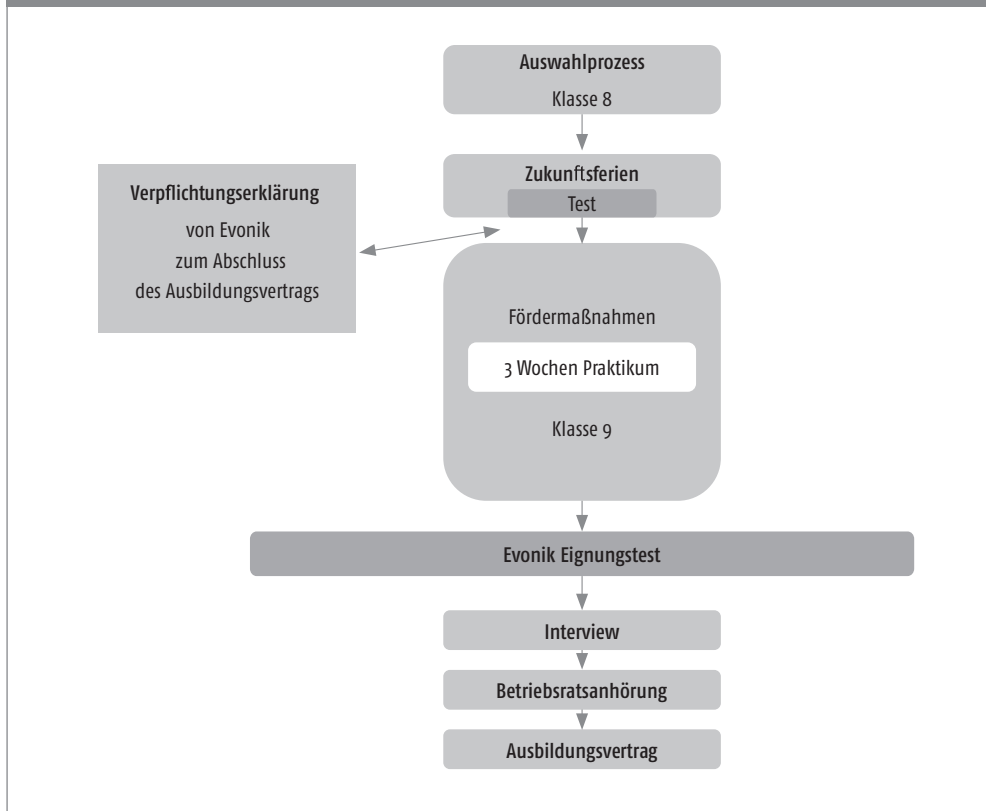 Auswahlprozess
Klasse 8
Zukunftsferien
Test
Verpflichtungserklärung
von Evonik
zum Abschluss
des Ausbildungsvertrags
Fördermaßnahmen
3 Wochen Praktikum
Klasse 9
Evonik Eignungstest
Interview
Betriebsratsanhörung
Ausbildungsvertrag